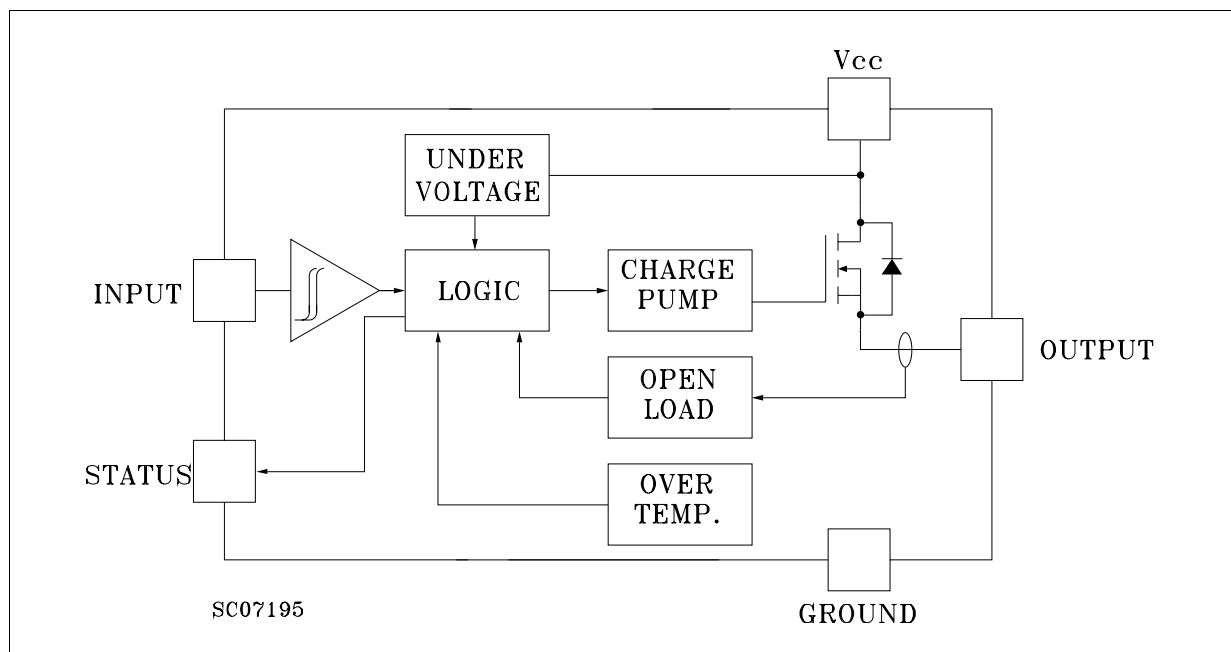 Vcc
UNDER
VOLTAGE
INPUT
LOGIC
CHARGE
PUMP
OUTPUT
OPEN
LOAD
STATUS
OVER
TEMP.
SC07195
GROUND